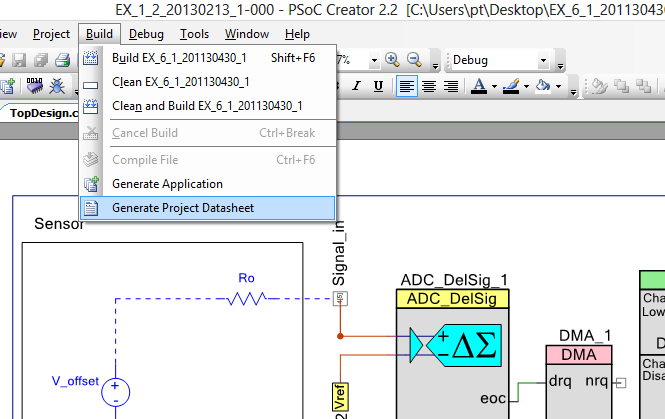 EX_1_2_20130213_1-000 - PSoC Creator 2.2 [C:\Users\pt\Desktop\EX_6_1_20113043
iew Project Build Debug Tools Window Help
Build EX_6_1_201130430_1 Shift+F6
7% Debug
Clean EX_6_1_201130430_1
I U A
Clean and Build EX_6_1_201130430_1
TopDesign.c
Cancel Build Ctrl+Break
Compile File Ctrl+F6
Generate Application
Generate Project Datasheet
Sensor
Signal_in
Ro
V_offset
+
-
ADC_DelSig_1
ADC_DelSig
+
-
ΔΣ
eoc
Vref
2
DMA_1
DMA
drq nrq
Cha
Low
D
Cha
Disa